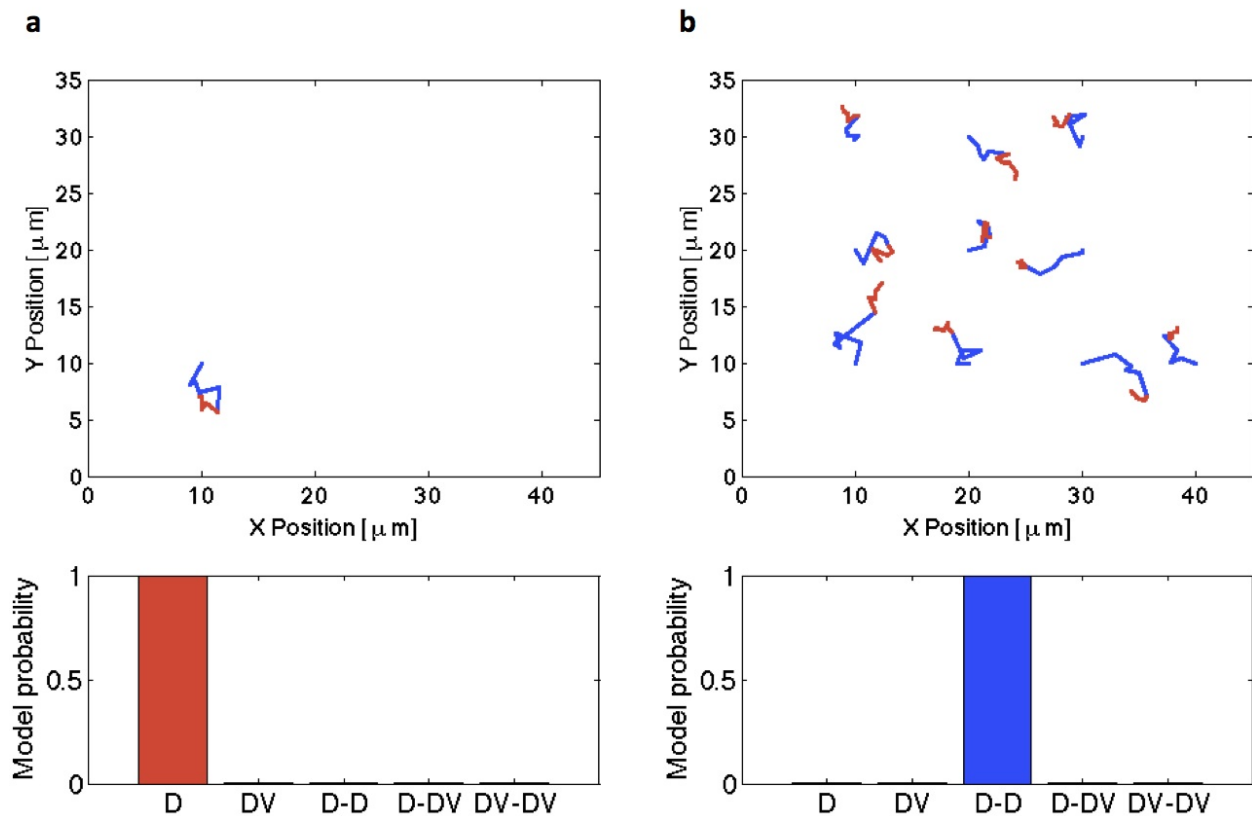 a
35
30
25
20
15
10
5
0
Y Position [μm]
0 10 20 30 40
X Position [μm]
1
0.5
0
Model probability
D DV D-D D-DV DV-DV
b
35
30
25
20
15
10
5
0
Y Position [μm]
0 10 20 30 40
X Position [μm]
1
0.5
0
Model probability
D DV D-D D-DV DV-DV